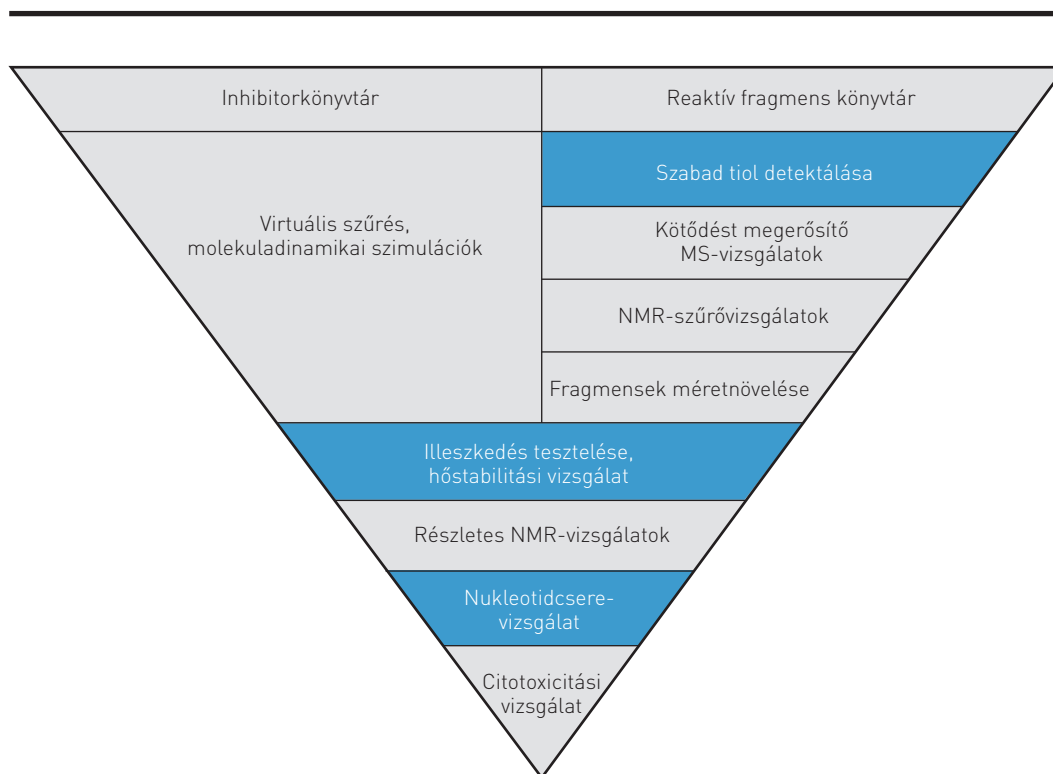 Inhibitorkönyvtár
Reaktív fragmens könyvtár
Virtuális szűrés,
molekuladinamikai szimulációk
Szabad tiol detektálása
Kötődést megerősítő
MS-vizsgálatok
NMR-szűrővizsgálatok
Fragmensek méretnövelése
Illeszkedés tesztelése,
hőstabilitási vizsgálat
Részletes NMR-vizsgálatok
Nukleotidcsere-
vizsgálat
Citotoxicitási
vizsgálat